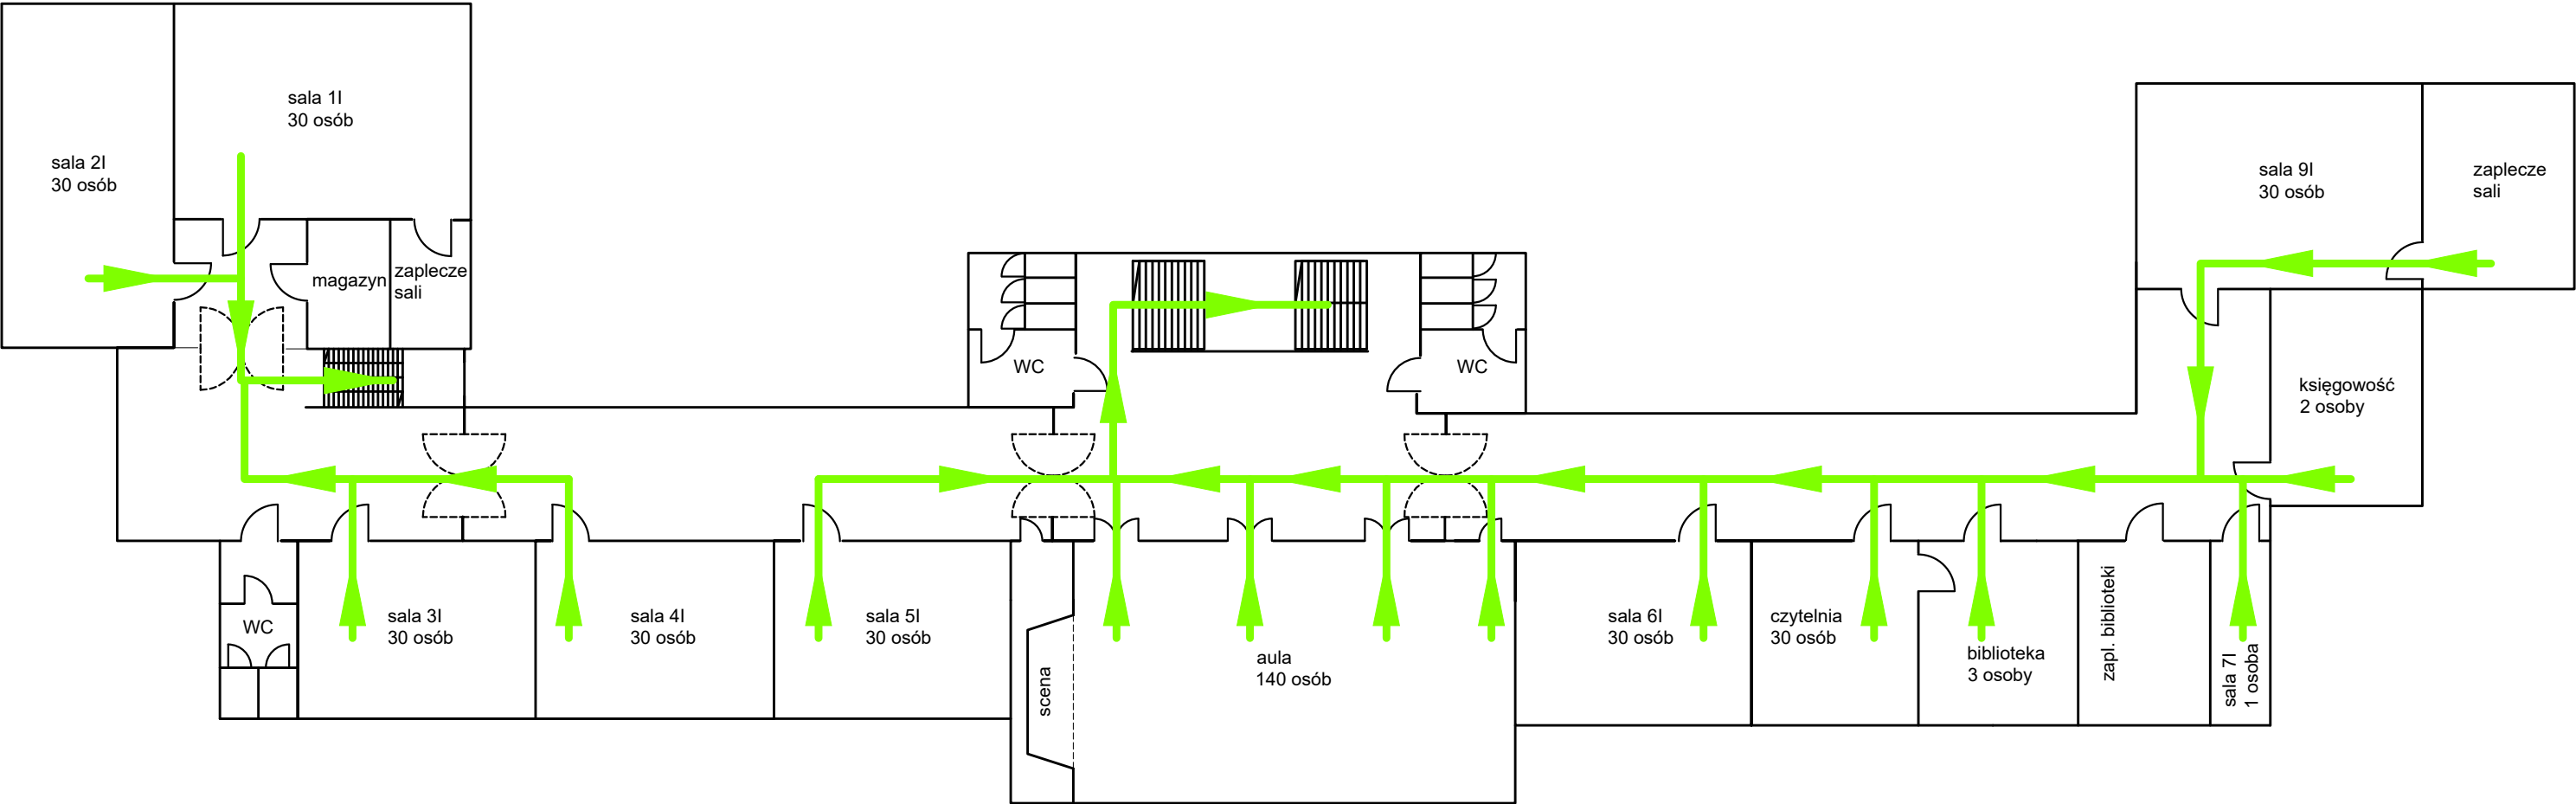 sala 1I
30 osób
sala 2I
30 osób
magazyn
zaplecze
sali
sala 9I
30 osób
zaplecze
sali
WC
WC
księgowość
2 osoby
WC
sala 3I
30 osób
sala 4I
30 osób
sala 5I
30 osób
scena
aula
140 osób
sala 6I
30 osób
czytelnia
30 osób
biblioteka
3 osoby
zapl. biblioteki
sala 7I
1 osoba